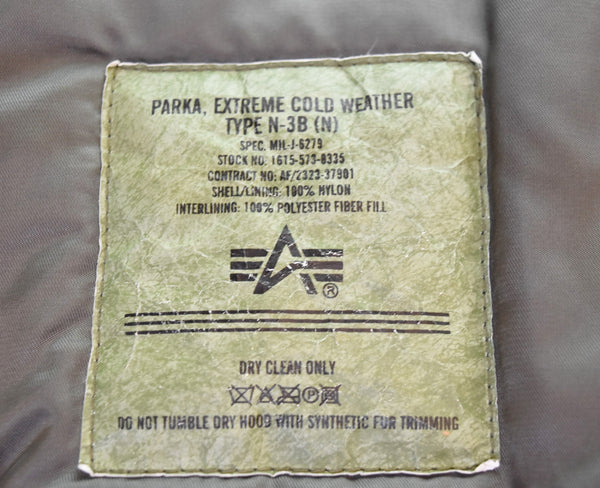 PARKA, EXTREME COLD WEATHER
TYPE N-3B (N)
SPEC. MIL-J-6279
STOCK NO. 1615-573-8335
CONTRACT NO: AF/2323-37901
SHELL/LINING: 100% NYLON
INTERLINING: 100% POLYESTER FIBER FILL
A ®
DRY CLEAN ONLY
P
DO NOT TUMBLE DRY HOOD WITH SYNTHETIC FUR TRIMMING